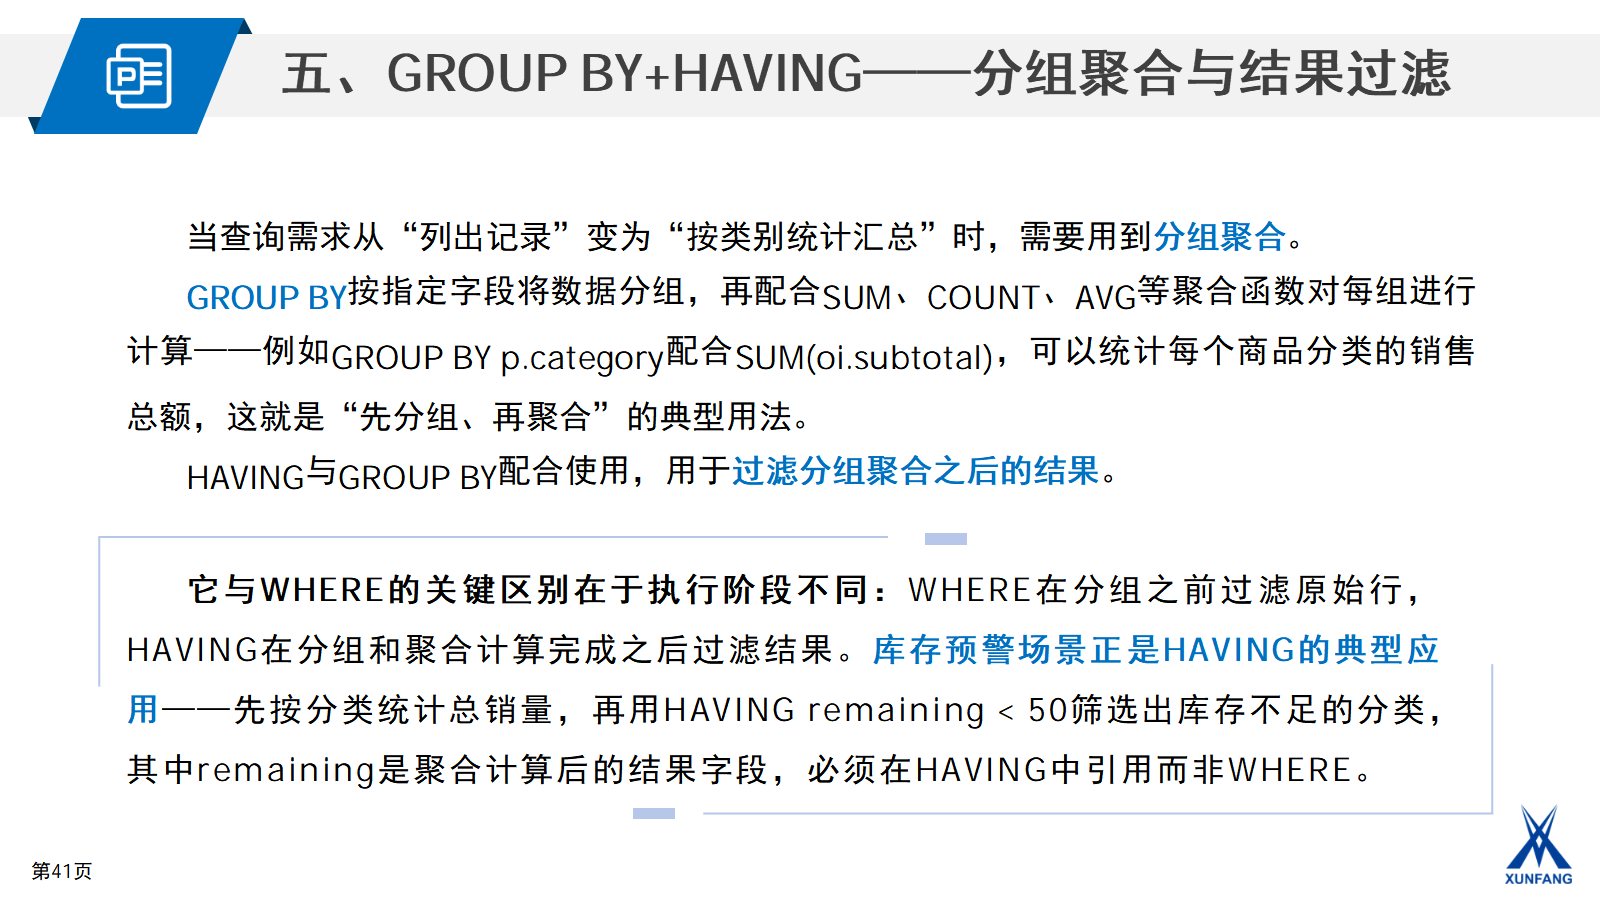 五、GROUP BY+HAVING——分组聚合与结果过滤
当查询需求从“列出记录”变为“按类别统计汇总”时，需要用到分组聚合。
GROUP BY按指定字段将数据分组，再配合SUM、COUNT、AVG等聚合函数对每组进行
计算——例如GROUP BY p.category配合SUM(oi.subtotal)，可以统计每个商品分类的销售
总额，这就是“先分组、再聚合”的典型用法。
HAVING与GROUP BY配合使用，用于过滤分组聚合之后的结果。
它与WHERE的关键区别在于执行阶段不同：WHERE在分组之前过滤原始行，
HAVING在分组和聚合计算完成之后过滤结果。库存预警场景正是HAVING的典型应
用——先按分类统计总销量，再用HAVING remaining < 50筛选出库存不足的分类，
其中remaining是聚合计算后的结果字段，必须在HAVING中引用而非WHERE。
第41页
XUNFANG